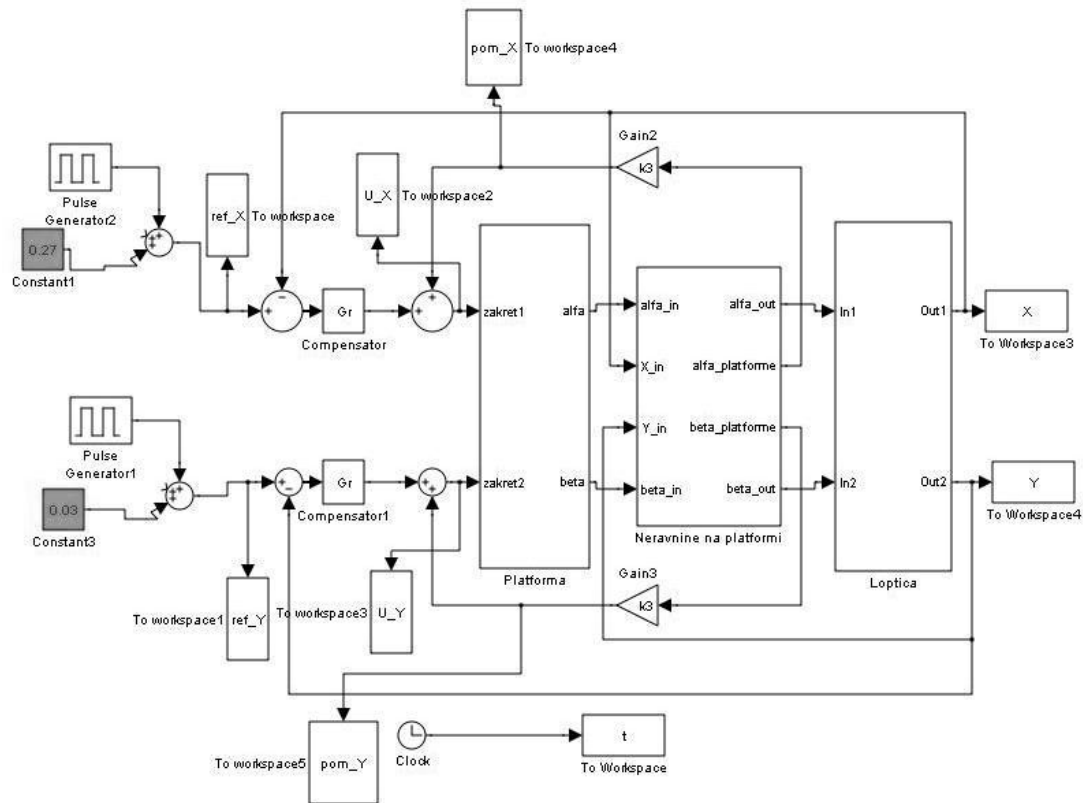 pom_X
To workspace4
Gain2
k3
Pulse
Generator2
ref_X
To workspace
U_X
To workspace2
0.27
Constant1
Gr
Compensator
zakret1
alfa
alfa_in
alfa_out
In1
Out1
X
To Workspace3
X_in
alfa_platforme
Y_in
beta_platforme
Pulse
Generator1
0.03
Constant3
Gr
Compensator1
zakret2
beta
beta_in
beta_out
In2
Out2
Y
To Workspace4
Platforma
Neravnine na platformi
Loptica
Gain3
k3
To workspace1
ref_Y
To workspace3
U_Y
To workspace5
pom_Y
Clock
t
To Workspace